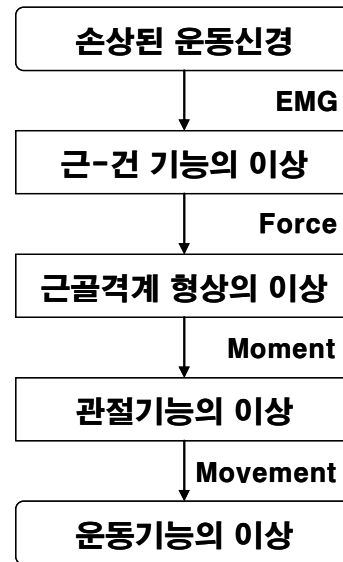 손상된 운동신경
EMG
근-건 기능의 이상
Force
근골격계 형상의 이상
Moment
관절기능의 이상
Movement
운동기능의 이상